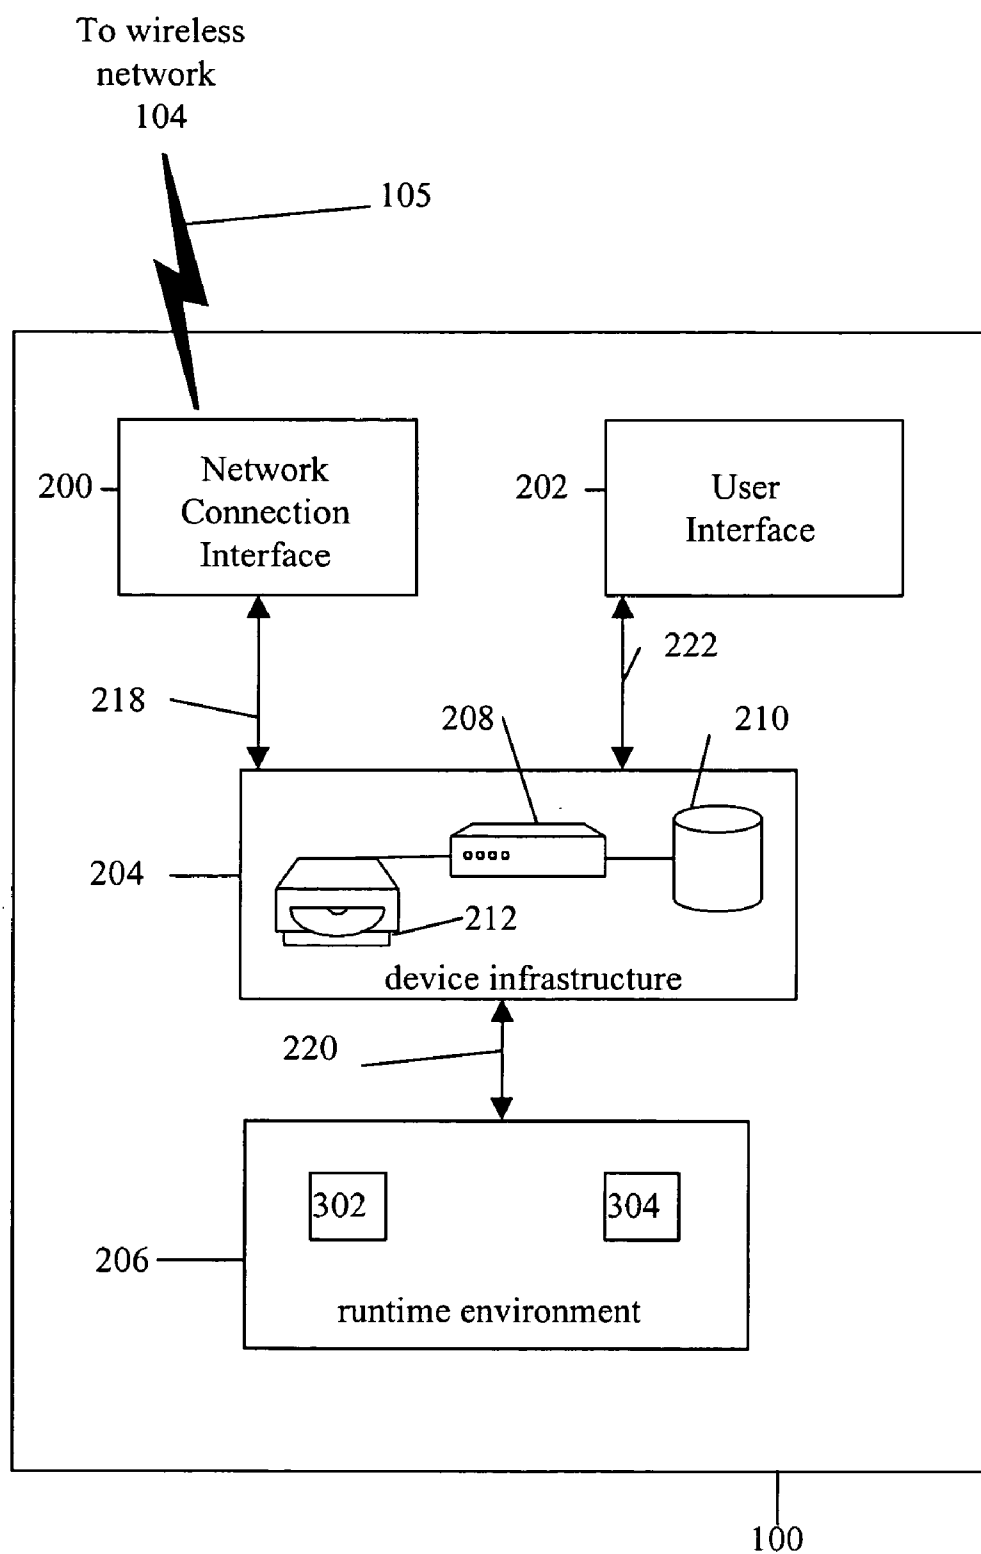 To wireless
network
104
105
200
Network
Connection
Interface
202
User
Interface
218
222
208
210
204
212
device infrastructure
220
302
304
206
runtime environment
100